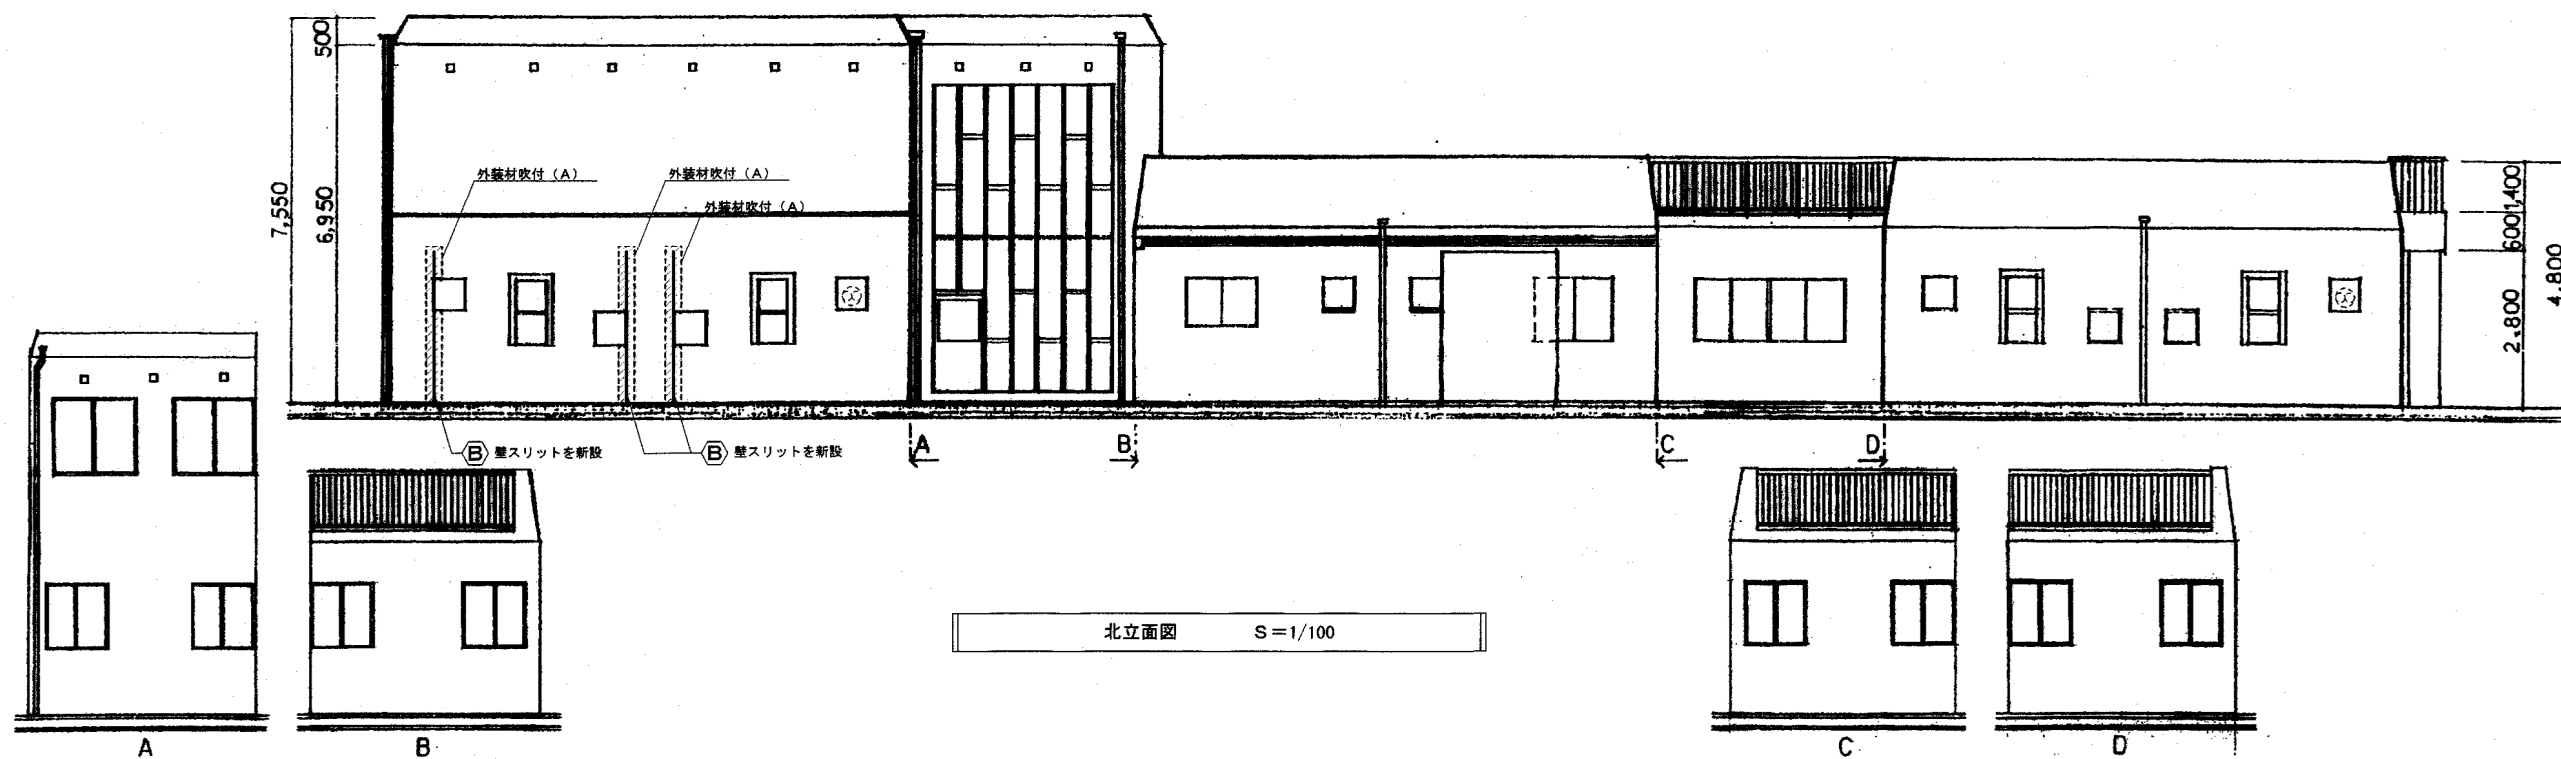 500
7,550
6,950
外装材吹付（A）
外装材吹付（A）
外装材吹付（A）
1,400
600
2,800
4,800
B 壁スリットを新設
B 壁スリットを新設
A
B
C
D
北立面図 S＝1/100
A
B
C
D